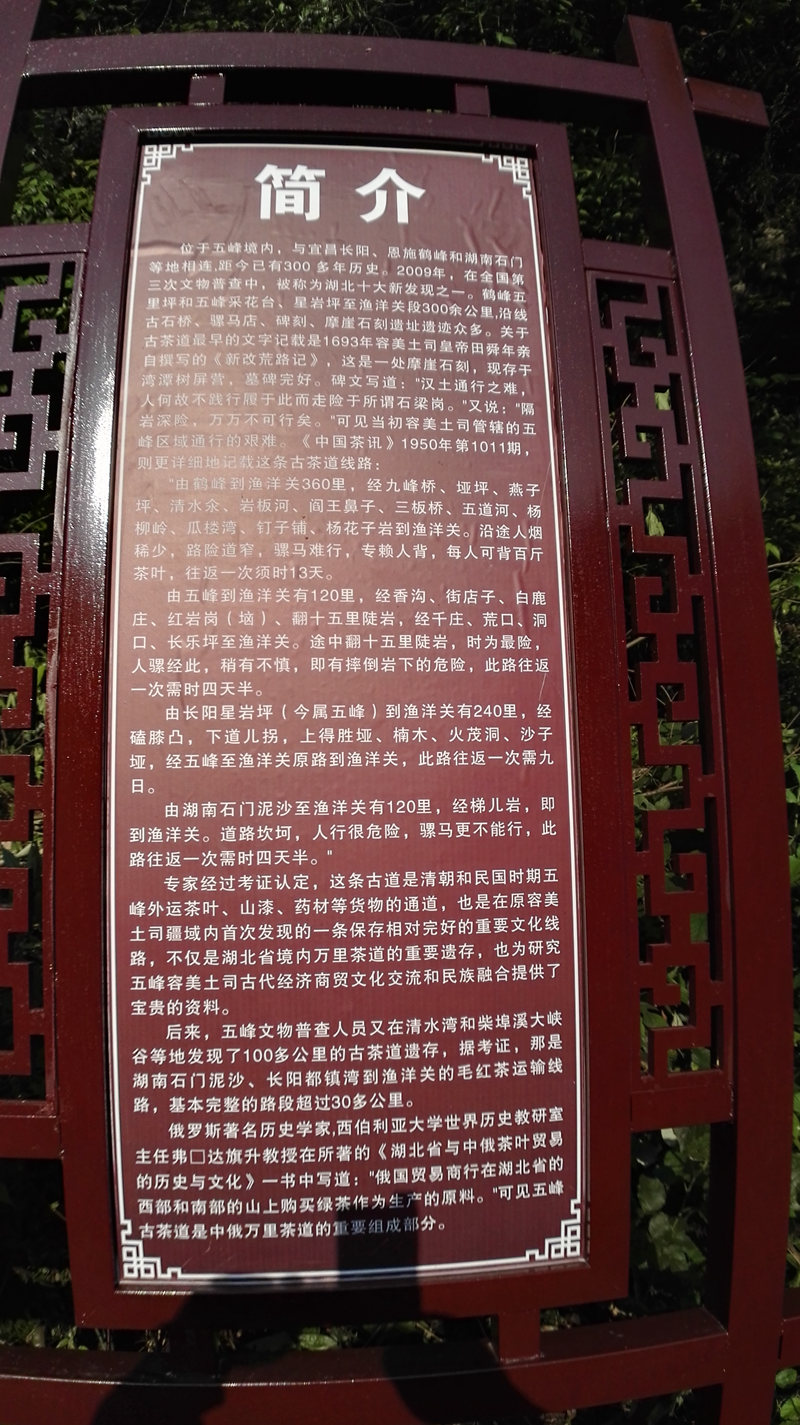 简介
位于五峰境内，与宜昌长阳、恩施鹤峰和湖南石门
等地相连,距今已有300 多年历史。2009年，在全国第
三次文物普查中，被称为湖北十大新发现之一。鹤峰五
里坪和五峰采花台、星岩坪至渔洋关段300余公里,沿线
古石桥、骡马店、碑刻、摩崖石刻遗址遗迹众多。关于
古茶道最早的文字记载是1693年容美土司皇帝田舜年亲
自撰写的《新改荒路记》，这是一处摩崖石刻，现存于
湾潭树屏营，墓碑完好。碑文写道："汉土通行之难，
人何故不践行履于此而走险于所谓石梁岗。"又说："隔
岩深险，万万不可行矣。"可见当初容美土司管辖的五
峰区域通行的艰难。《中国茶讯》1950年第1011期，
则更详细地记载这条古茶道线路：
"由鹤峰到渔洋关360里，经九峰桥、垭坪、燕子
坪、清水汆、岩板河、阎王鼻子、三板桥、五道河、杨
柳岭、瓜楼湾、钉子铺、杨花子岩到渔洋关。沿途人烟
稀少，路险道窄，骡马难行，专赖人背，每人可背百斤
茶叶，往返一次须时13天。
由五峰到渔洋关有120里，经香沟、街店子、白鹿
庄、红岩岗（垴）、翻十五里陡岩，经千庄、荒口、洞
口、长乐坪至渔洋关。途中翻十五里陡岩，时为最险，
人骡经此，稍有不慎，即有摔倒岩下的危险，此路往返
一次需时四天半。
由长阳星岩坪（今属五峰）到渔洋关有240里，经
磕膝凸，下道儿拐，上得胜垭、楠木、火茂洞、沙子
垭，经五峰至渔洋关原路到渔洋关，此路往返一次需九
日。
由湖南石门泥沙至渔洋关有120里，经梯儿岩，即
到渔洋关。道路坎坷，人行很危险，骡马更不能行，此
路往返一次需时四天半。"
专家经过考证认定，这条古道是清朝和民国时期五
峰外运茶叶、山漆、药材等货物的通道，也是在原容美
土司疆域内首次发现的一条保存相对完好的重要文化线
路，不仅是湖北省境内万里茶道的重要遗存，也为研究
五峰容美土司古代经济商贸文化交流和民族融合提供了
宝贵的资料。
后来，五峰文物普查人员又在清水湾和柴埠溪大峡
谷等地发现了100多公里的古茶道遗存，据考证，那是
湖南石门泥沙、长阳都镇湾到渔洋关的毛红茶运输线
路，基本完整的路段超过30多公里。
俄罗斯著名历史学家,西伯利亚大学世界历史教研室
主任弗□达旗升教授在所著的《湖北省与中俄茶叶贸易
的历史与文化》一书中写道："俄国贸易商行在湖北省的
西部和南部的山上购买绿茶作为生产的原料。"可见五峰
古茶道是中俄万里茶道的重要组成部分。